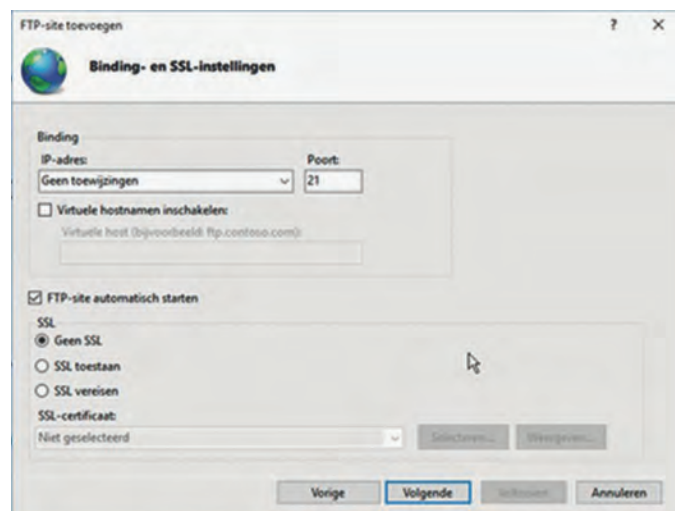 FTP-site toevoegen ? ×
Binding- en SSL-instellingen
Binding
IP-adres: Poort:
Geen toewijzingen 21
Virtuele hostnamen inschakelen:
Virtuele host (bijvoorbeeld: ftp.contoso.com):
FTP-site automatisch starten
SSL
Geen SSL
SSL toestaan
SSL vereisen
SSL-certificaat:
Niet geselecteerd Selecteren... Weergeven...
Vorige Volgende Voltooien Annuleren